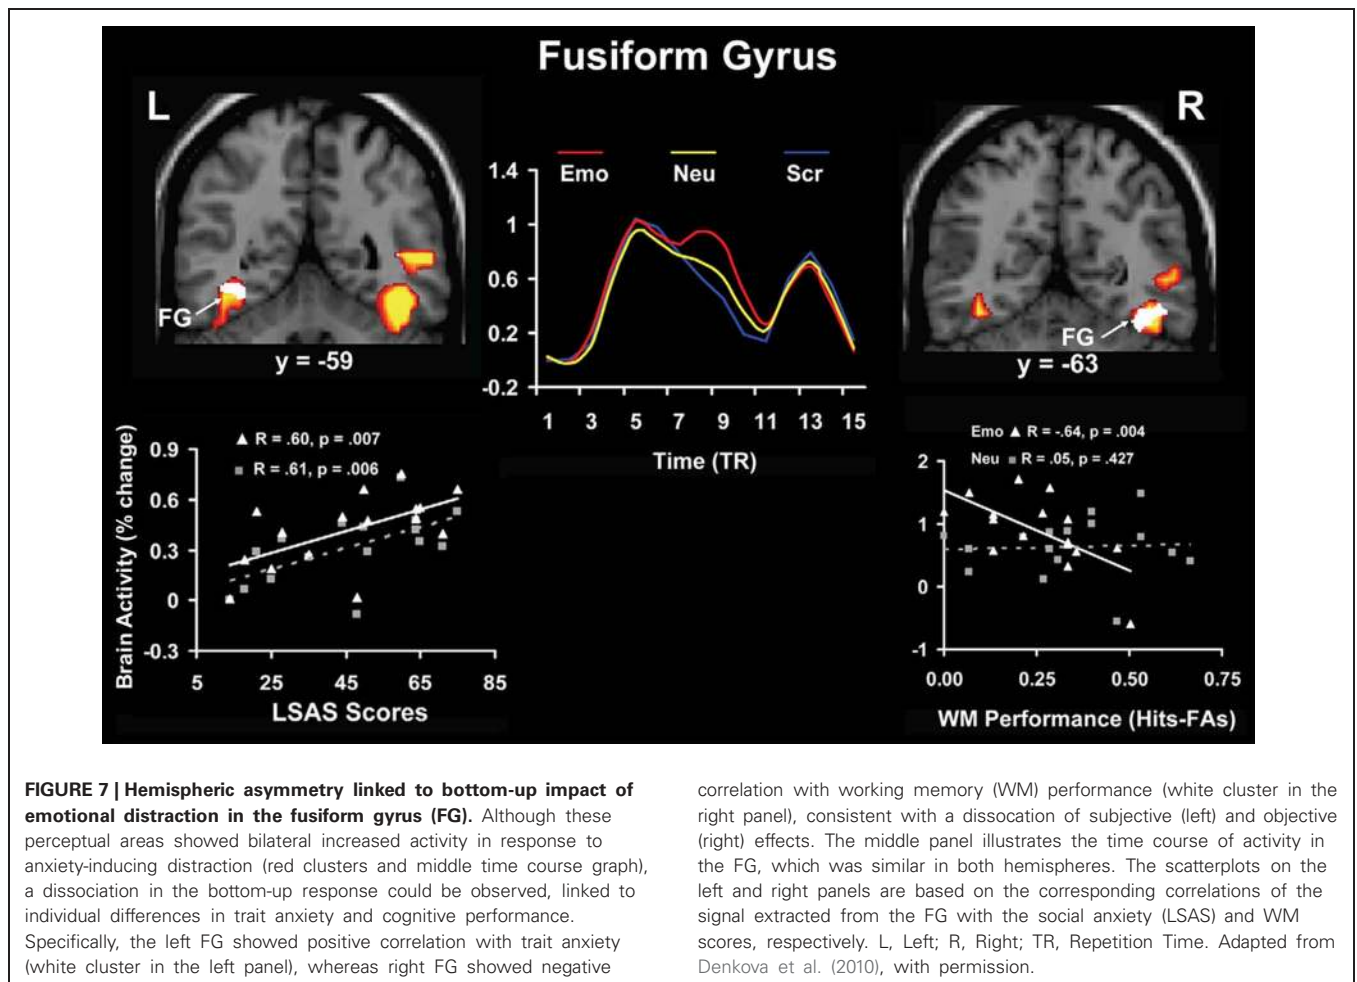 Fusiform Gyrus
L
FG
y = -59
Emo Neu Scr
1.4
1
0.6
0.2
-0.2
1 3 5 7 9 11 13 15
Time (TR)
R
FG
y = -63
R = .60, p = .007
R = .61, p = .006
Brain Activity (% change)
0.9
0.6
0.3
0
-0.3
5 25 45 65 85
LSAS Scores
Emo R = -.64, p = .004
Neu R = .05, p = .427
2
1
0
-1
0.00 0.25 0.50 0.75
WM Performance (Hits-FAs)
FIGURE 7 | Hemispheric asymmetry linked to bottom-up impact of
emotional distraction in the fusiform gyrus (FG). Although these
perceptual areas showed bilateral increased activity in response to
anxiety-inducing distraction (red clusters and middle time course graph),
a dissociation in the bottom-up response could be observed, linked to
individual differences in trait anxiety and cognitive performance.
Specifically, the left FG showed positive correlation with trait anxiety
(white cluster in the left panel), whereas right FG showed negative
correlation with working memory (WM) performance (white cluster in the
right panel), consistent with a dissocation of subjective (left) and objective
(right) effects. The middle panel illustrates the time course of activity in
the FG, which was similar in both hemispheres. The scatterplots on the
left and right panels are based on the corresponding correlations of the
signal extracted from the FG with the social anxiety (LSAS) and WM
scores, respectively. L, Left; R, Right; TR, Repetition Time. Adapted from
Denkova et al. (2010), with permission.